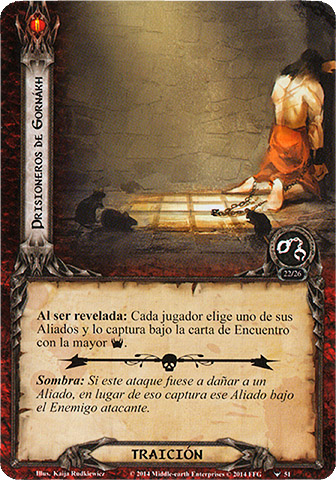 PRISIONEROS DE GORNÁKH
22/26
Al ser revelada: Cada jugador elige uno de sus
Aliados y lo captura bajo la carta de Encuentro
con la mayor .
Sombra: Si este ataque fuese a dañar a un
Aliado, en lugar de eso captura ese Aliado bajo
el Enemigo atacante.
TRAICIÓN
Illus. Kaija Rudkiewicz © 2014 Middle-earth Enterprises © 2014 FFG 51